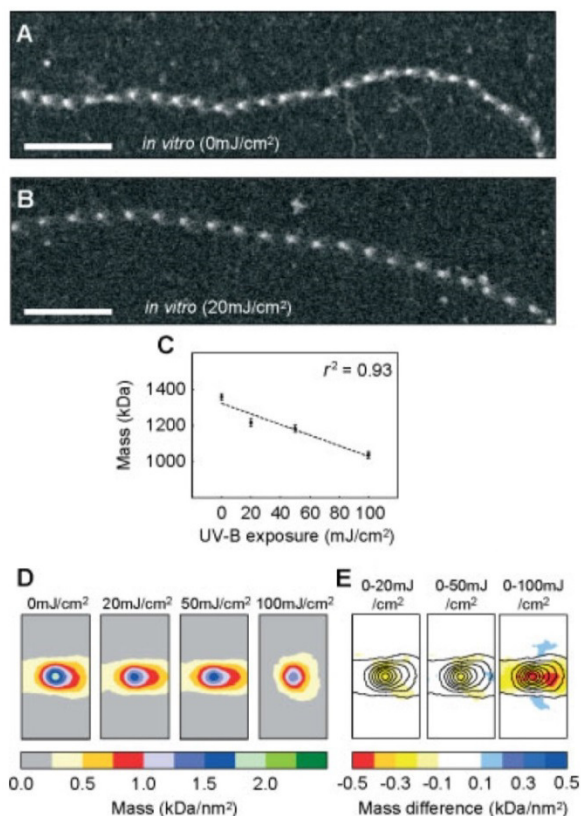 A
in vitro (0mJ/cm²)
B
in vitro (20mJ/cm²)
C
r² = 0.93
Mass (kDa)
1400
1200
1000
0 20 40 60 80 100
UV-B exposure (mJ/cm²)
D
0mJ/cm² 20mJ/cm² 50mJ/cm² 100mJ/cm²
0.0 0.5 1.0 1.5 2.0
Mass (kDa/nm²)
E
0-20mJ /cm² 0-50mJ /cm² 0-100mJ /cm²
-0.5 -0.3 -0.1 0.1 0.3 0.5
Mass difference (kDa/nm²)